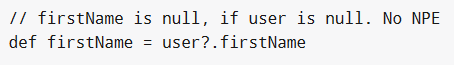 // firstName is null, if user is null. No NPE
def firstName = user?.firstName